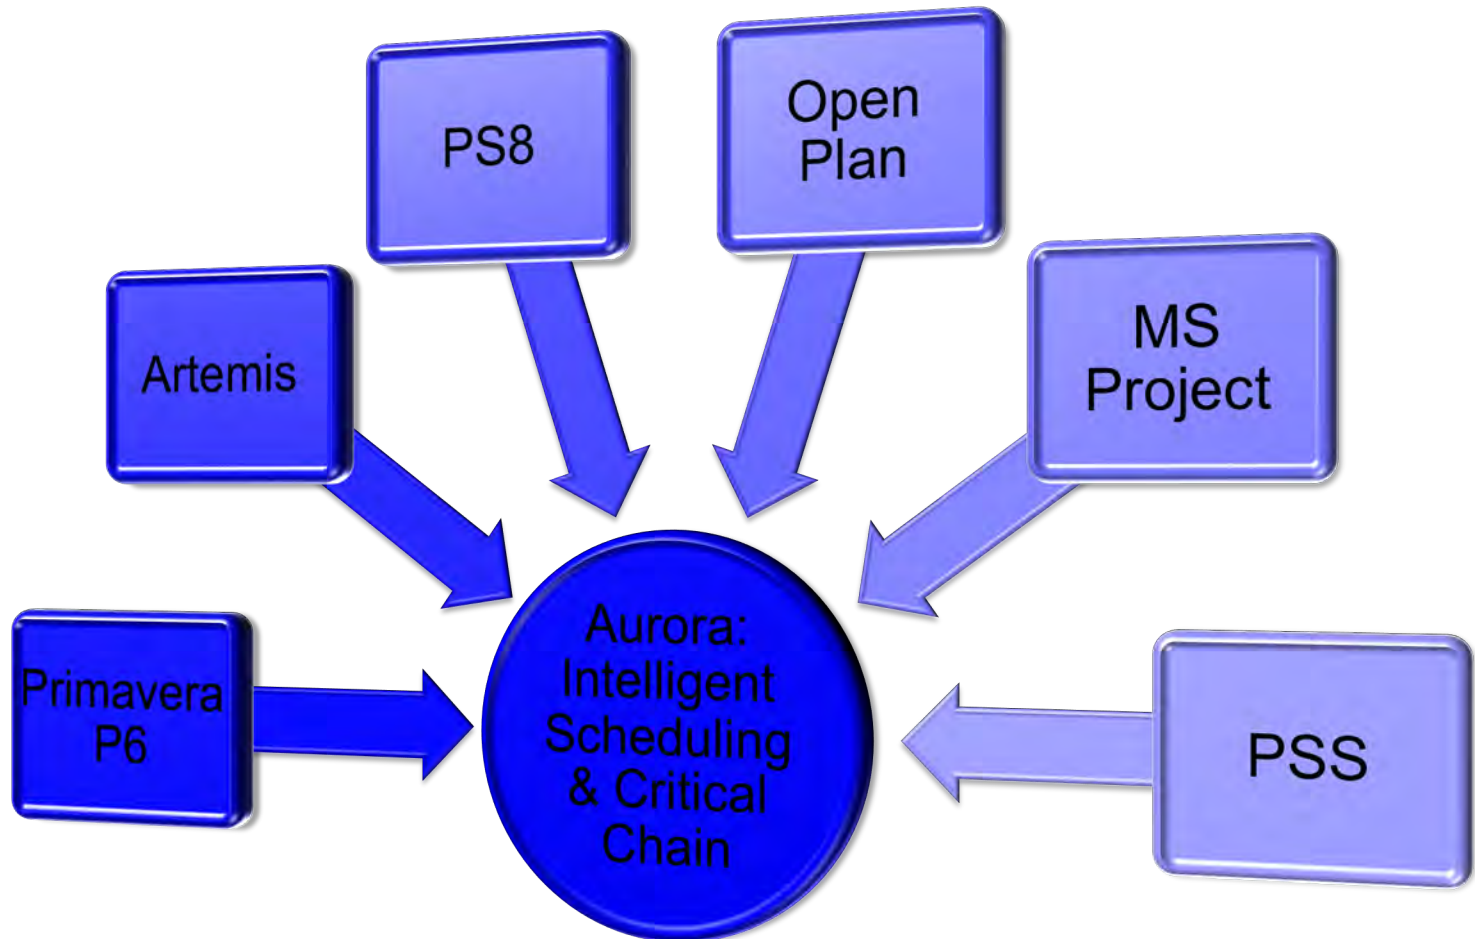 PS8
Open
Plan
Artemis
MS
Project
Primavera
P6
Aurora:
Intelligent
Scheduling
& Critical
Chain
PSS